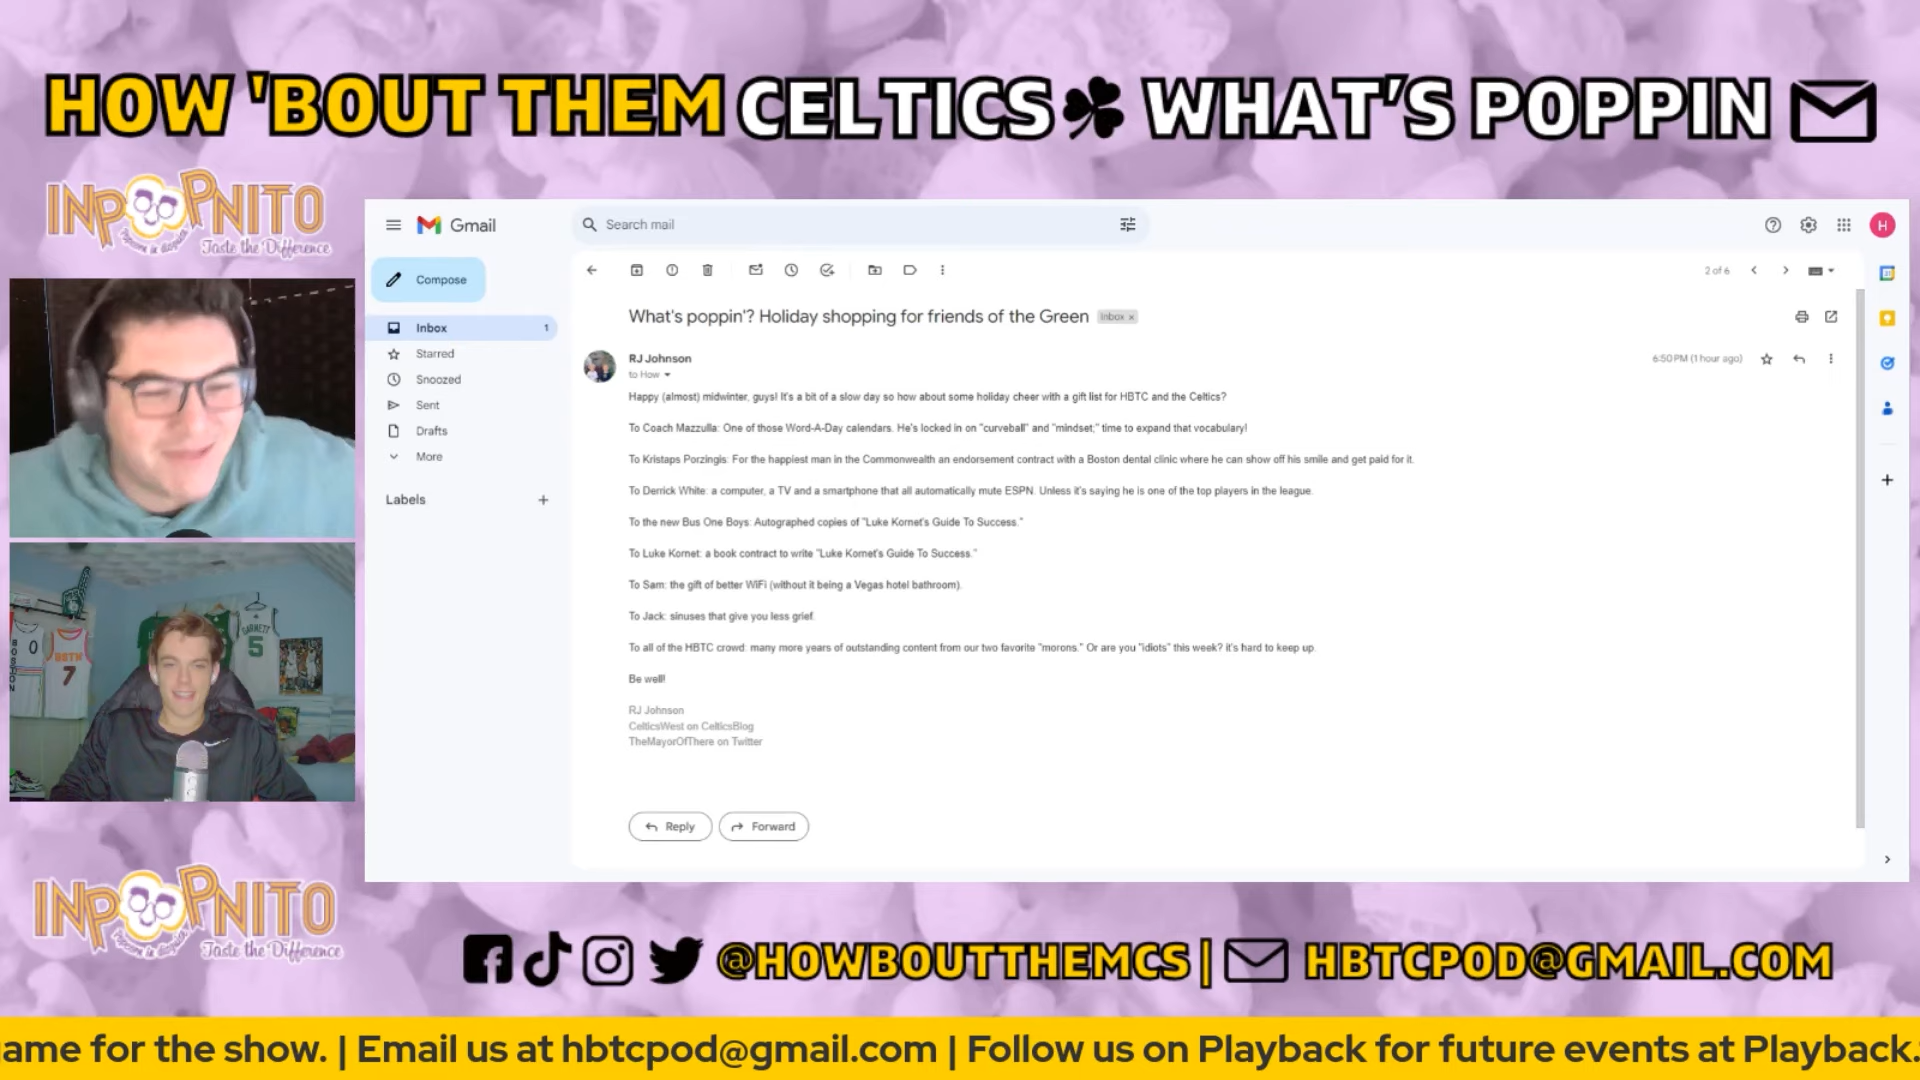 HOW 'BOUT THEM CELTICS WHAT'S POPPIN
INPOPNITO
Taste the Difference
Gmail
Search mail
H
Compose
2 of 6
Inbox 1
Starred
Snoozed
Sent
Drafts
More
Labels
What's poppin'? Holiday shopping for friends of the Green Inbox x
RJ Johnson
6:50 PM (1 hour ago)
to How
Happy (almost) midwinter, guys! It's a bit of a slow day so how about some holiday cheer with a gift list for HBTC and the Celtics?
To Coach Mazzulla: One of those Word-A-Day calendars. He's locked in on "curveball" and "mindset;" time to expand that vocabulary!
To Kristaps Porzingis: For the happiest man in the Commonwealth an endorsement contract with a Boston dental clinic where he can show off his smile and get paid for it.
To Derrick White: a computer, a TV and a smartphone that all automatically mute ESPN. Unless it's saying he is one of the top players in the league.
To the new Bus One Boys: Autographed copies of "Luke Kornet's Guide To Success."
To Luke Kornet: a book contract to write "Luke Kornet's Guide To Success."
To Sam: the gift of better WiFi (without it being a Vegas hotel bathroom).
To Jack: sinuses that give you less grief.
To all of the HBTC crowd: many more years of outstanding content from our two favorite "morons." Or are you "idiots" this week? it's hard to keep up.
Be well!
RJ Johnson
CelticsWest on CelticsBlog
TheMayorOfThere on Twitter
Reply
Forward
BOSTON
0
7
GARNETT
5
INPOPNITO
Taste the Difference
@HOWBOUTTHEMCS | HBTCPOD@GMAIL.COM
ame for the show. | Email us at hbtcpod@gmail.com | Follow us on Playback for future events at Playback.